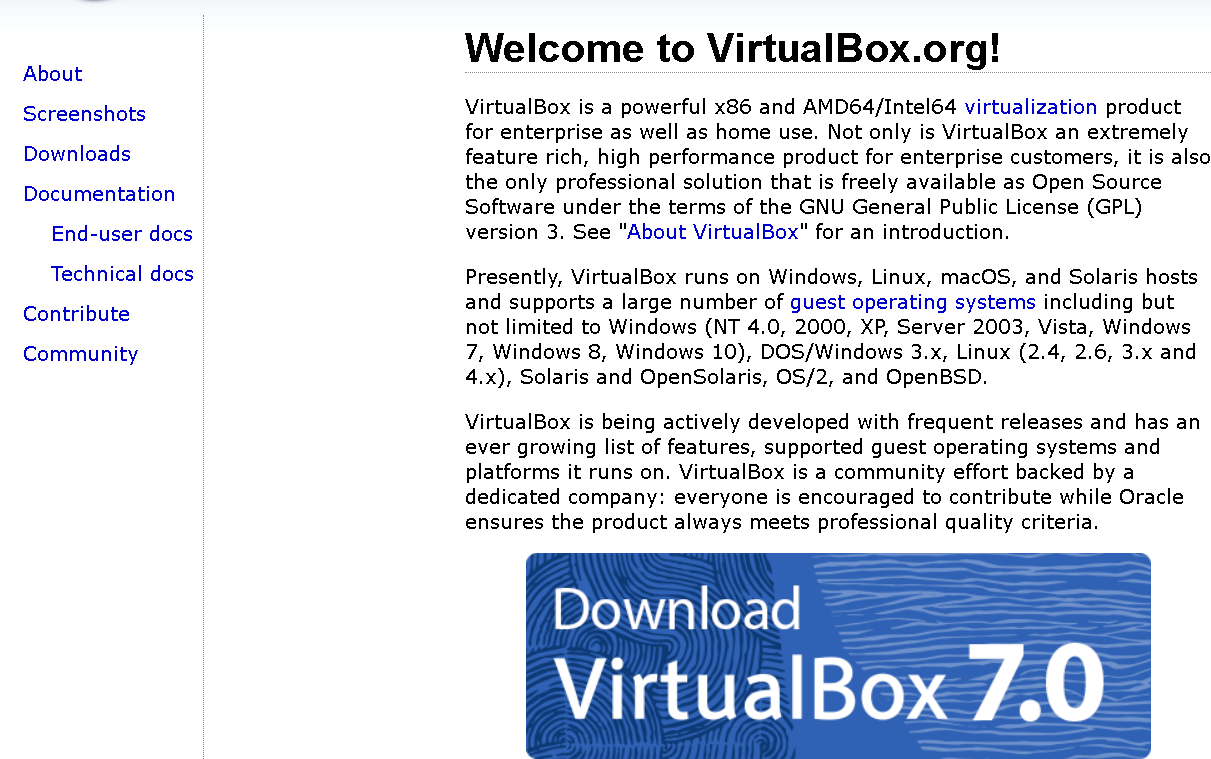 About
Screenshots
Downloads
Documentation
End-user docs
Technical docs
Contribute
Community
Welcome to VirtualBox.org!
VirtualBox is a powerful x86 and AMD64/Intel64 virtualization product
for enterprise as well as home use. Not only is VirtualBox an extremely
feature rich, high performance product for enterprise customers, it is also
the only professional solution that is freely available as Open Source
Software under the terms of the GNU General Public License (GPL)
version 3. See "About VirtualBox" for an introduction.
Presently, VirtualBox runs on Windows, Linux, macOS, and Solaris hosts
and supports a large number of guest operating systems including but
not limited to Windows (NT 4.0, 2000, XP, Server 2003, Vista, Windows
7, Windows 8, Windows 10), DOS/Windows 3.x, Linux (2.4, 2.6, 3.x and
4.x), Solaris and OpenSolaris, OS/2, and OpenBSD.
VirtualBox is being actively developed with frequent releases and has an
ever growing list of features, supported guest operating systems and
platforms it runs on. VirtualBox is a community effort backed by a
dedicated company: everyone is encouraged to contribute while Oracle
ensures the product always meets professional quality criteria.
Download
VirtualBox 7.0